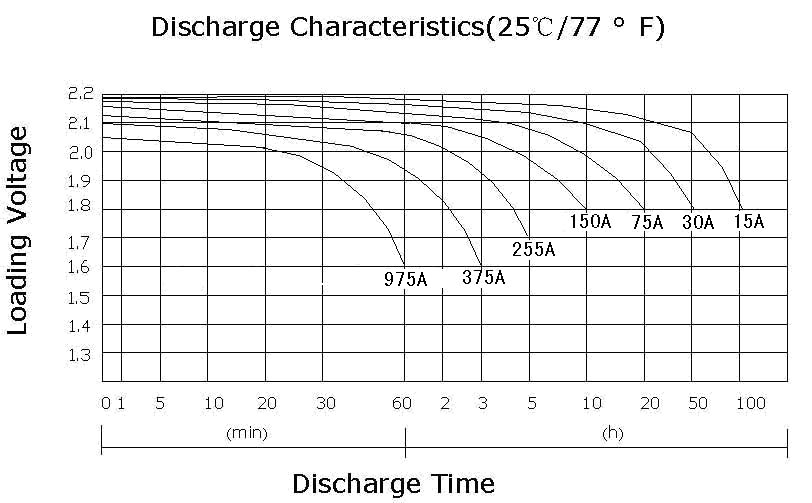 Discharge Characteristics(25℃/77 ° F)
Loading Voltage
2.2
2.1
2.0
1.9
1.8
1.7
1.6
1.5
1.4
1.3
975A 375A 255A 150A 75A 30A 15A
0 1 5 10 20 30 60 2 3 5 10 20 50 100
(min) (h)
Discharge Time